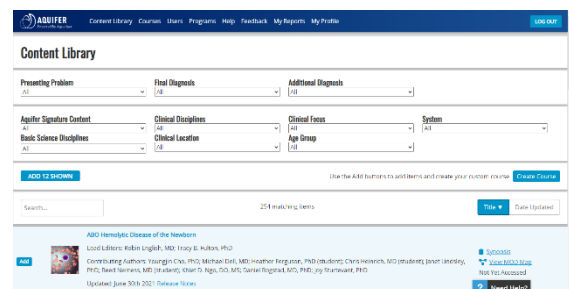 AQUIFER
Content Library Courses Users Programs Help Feedback My Reports My Profile
LOG OUT
Content Library
Presenting Problem Final Diagnosis Additional Diagnosis
All All All
Aquifer Signature Content Clinical Disciplines Clinical Focus System
All All All All
Basic Science Disciplines Clinical Location Age Group
All All All
ADD 12 SHOWN
Use the Add buttons to add items and create your custom course Create Course
Search... 254 matching items Title ▼ Date Updated
ABO Hemolytic Disease of the Newborn
Lead Editors: Robin English, MD; Tracy B. Fulton, PhD
Add
Contributing Authors: Youngjin Cho, PhD; Michael Dell, MD; Heather Ferguson, PhD (student); Chris Heinrich, MD (student); Janet Lindsley,
PhD; Reed Nerness, MD (student); Khiet D. Ngo, DO, MS; Daniel Rogstad, MD, PhD; Joy Sturtevant, PhD
Updated: June 30th 2021 Release Notes
Synopsis
View MOD Map
Not Yet Accessed
? Need Help?